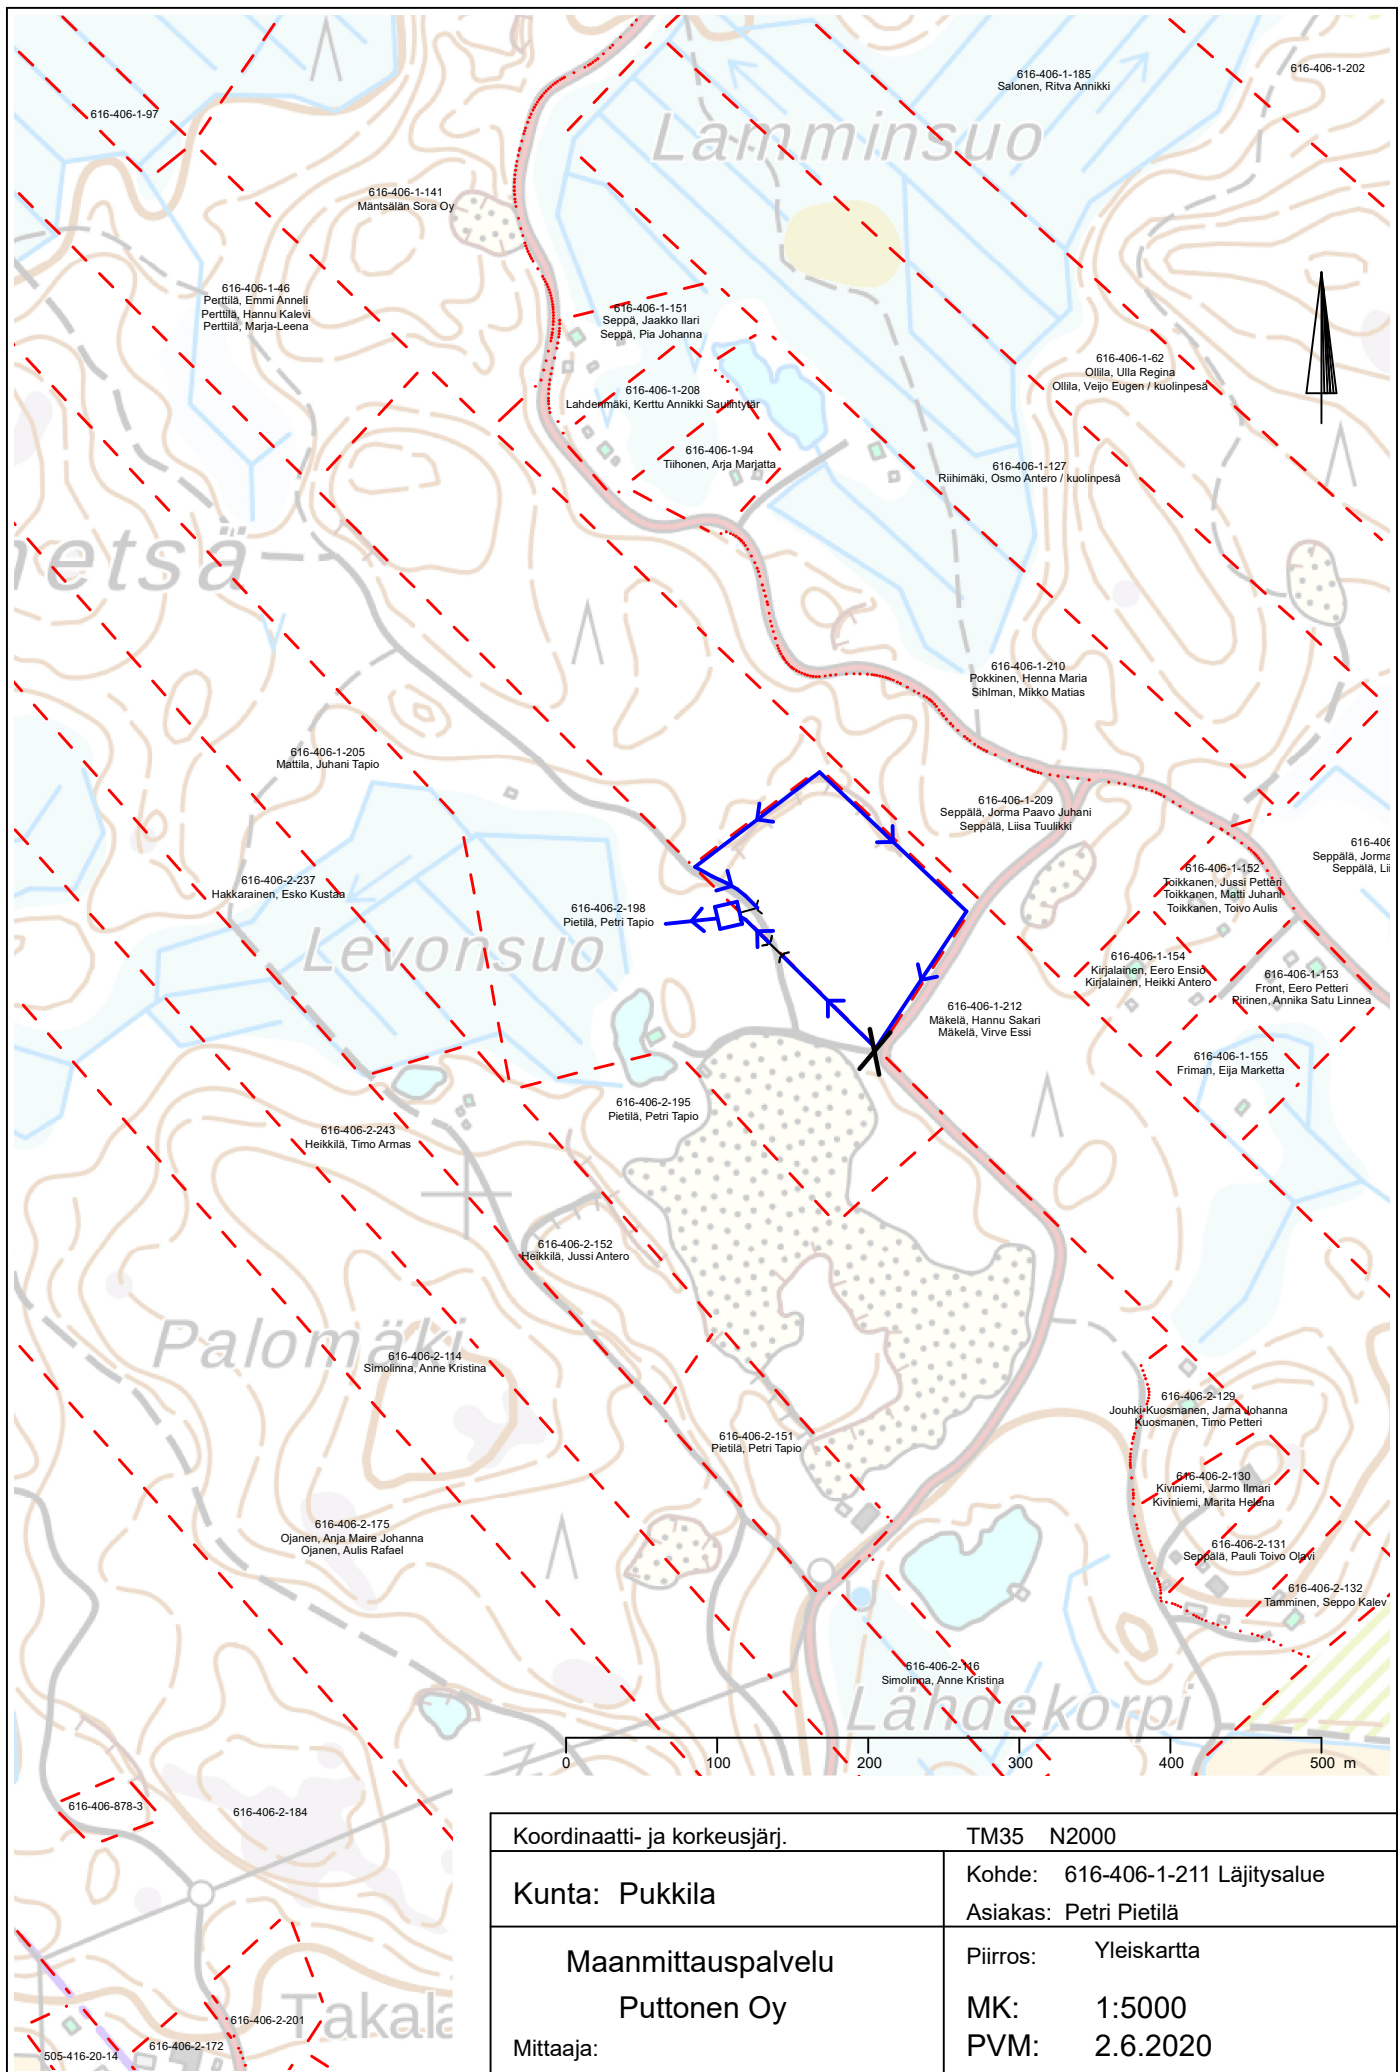 616-406-1-185
Salonen, Ritva Annikki
616-406-1-202
616-406-1-97
Lamminsuo
616-406-1-141
Mäntsälän Sora Oy
616-406-1-46
Perttilä, Emmi Anneli
Perttilä, Hannu Kalevi
Perttilä, Marja-Leena
616-406-1-151
Seppä, Jaakko Ilari
Seppä, Pia Johanna
616-406-1-62
Ollila, Ulla Regina
Ollila, Veijo Eugen / kuolinpesä
616-406-1-208
Lahdenmäki, Kerttu Annikki Saulintytär
616-406-1-94
Tiihonen, Arja Marjatta
616-406-1-127
Riihimäki, Osmo Antero / kuolinpesä
etsä
616-406-1-210
Pokkinen, Henna Maria
Sihlman, Mikko Matias
616-406-1-205
Mattila, Juhani Tapio
616-406-1-209
Seppälä, Jorma Paavo Juhani
Seppälä, Liisa Tuulikki
616-406
Seppälä, Jorma
Seppälä, Lii
616-406-1-152
Toikkanen, Jussi Petteri
Toikkanen, Matti Juhani
Toikkanen, Toivo Aulis
616-406-2-237
Hakkarainen, Esko Kustaa
616-406-2-198
Pietilä, Petri Tapio
Levonsuo
616-406-1-154
Kirjalainen, Eero Ensio
Kirjalainen, Heikki Antero
616-406-1-153
Front, Eero Petteri
Pirinen, Annika Satu Linnea
616-406-1-212
Mäkelä, Hannu Sakari
Mäkelä, Virve Essi
616-406-1-155
Friman, Eija Marketta
616-406-2-195
Pietilä, Petri Tapio
616-406-2-243
Heikkilä, Timo Armas
616-406-2-152
Heikkilä, Jussi Antero
Palomäki
616-406-2-114
Simolinna, Anne Kristina
616-406-2-129
Jouhki-Kuosmanen, Jarna Johanna
Kuosmanen, Timo Petteri
616-406-2-151
Pietilä, Petri Tapio
616-406-2-130
Kiviniemi, Jarmo Ilmari
Kiviniemi, Marita Helena
616-406-2-175
Ojanen, Anja Maire Johanna
Ojanen, Aulis Rafael
616-406-2-131
Seppälä, Pauli Toivo Olavi
616-406-2-132
Tamminen, Seppo Kalev
616-406-2-116
Simolinna, Anne Kristina
Lähdekorpi
0 100 200 300 400 500 m
616-406-878-3
616-406-2-184
Koordinaatti- ja korkeusjärj. TM35 N2000
Kunta: Pukkila
Kohde: 616-406-1-211 Läjitysalue
Asiakas: Petri Pietilä
Maanmittauspalvelu
Puttonen Oy
Mittaaja:
Piirros: Yleiskartta
MK: 1:5000
PVM: 2.6.2020
Takala
616-406-2-201
616-406-2-172
505-416-20-14